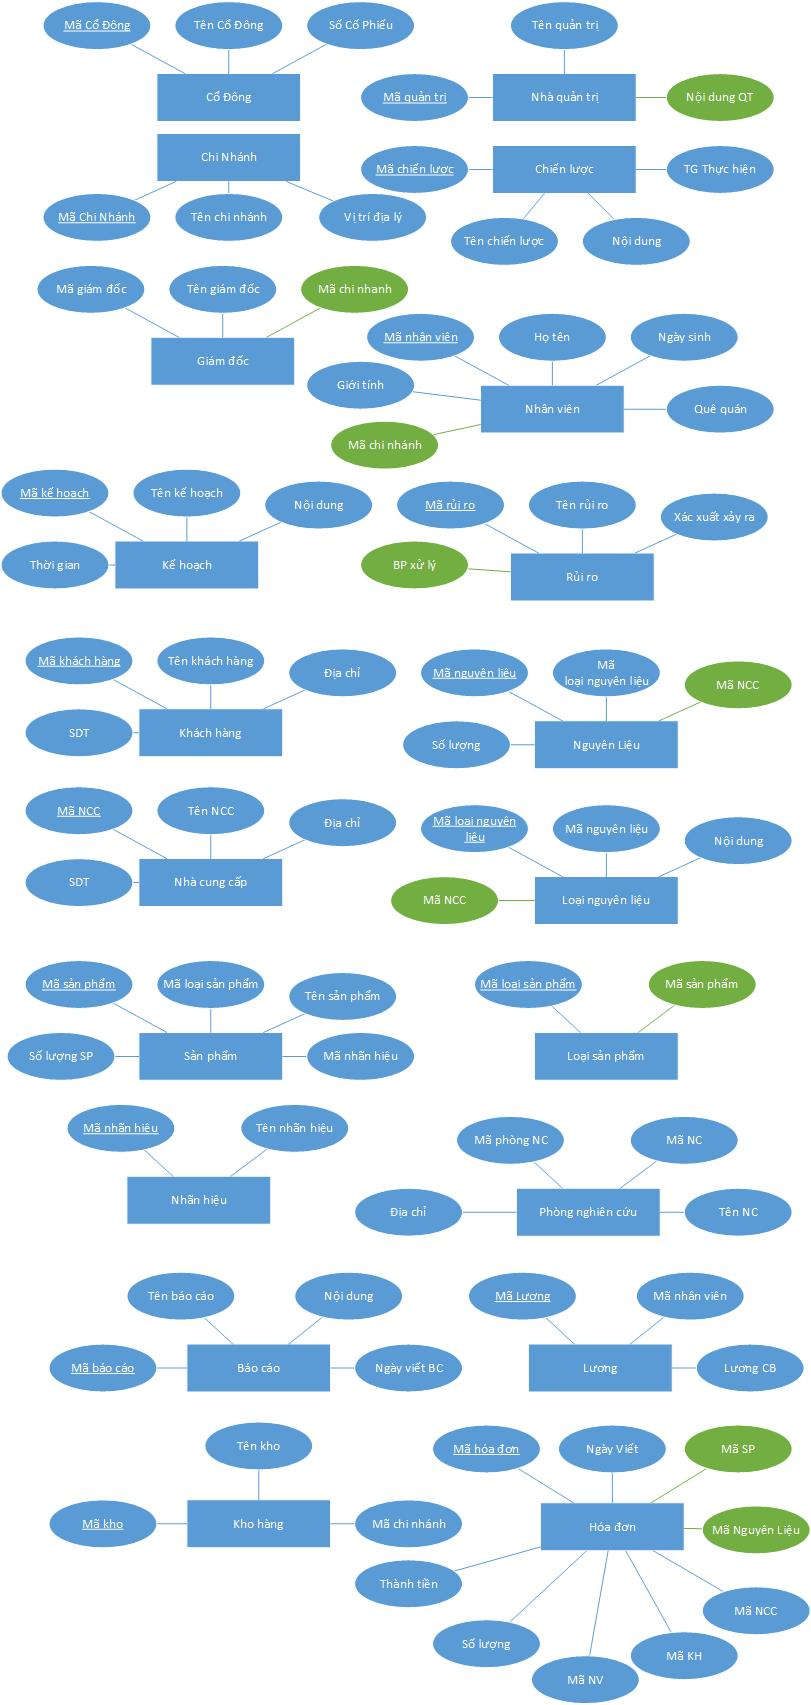 Mã Cổ Đông
Tên Cổ Đông
Số Cổ Phiếu
Cổ Đông
Tên quản trị
Mã quản trị
Nhà quản trị
Nội dung QT
Chi Nhánh
Mã Chi Nhánh
Tên chi nhánh
Vị trí địa lý
Mã chiến lược
Chiến lược
TG Thực hiện
Tên chiến lược
Nội dung
Mã giám đốc
Tên giám đốc
Mã chi nhanh
Giám đốc
Mã nhân viên
Họ tên
Ngày sinh
Giới tính
Nhân viên
Quê quán
Mã chi nhánh
Mã kế hoạch
Tên kế hoạch
Nội dung
Thời gian
Kế hoạch
Mã rủi ro
Tên rủi ro
Xác xuất xảy ra
BP xử lý
Rủi ro
Mã khách hàng
Tên khách hàng
Địa chỉ
SDT
Khách hàng
Mã nguyên liệu
Mã
loại nguyên liệu
Mã NCC
Số lượng
Nguyên Liệu
Mã NCC
Tên NCC
Địa chỉ
SDT
Nhà cung cấp
Mã loại nguyên
liệu
Mã nguyên liệu
Nội dung
Mã NCC
Loại nguyên liệu
Mã sản phẩm
Mã loại sản phẩm
Tên sản phẩm
Số lượng SP
Sản phẩm
Mã nhãn hiệu
Mã loại sản phẩm
Mã sản phẩm
Loại sản phẩm
Mã nhãn hiệu
Tên nhãn hiệu
Nhãn hiệu
Mã phòng NC
Mã NC
Địa chỉ
Phòng nghiên cứu
Tên NC
Tên báo cáo
Nội dung
Mã báo cáo
Báo cáo
Ngày viết BC
Mã Lương
Mã nhân viên
Lương
Lương CB
Tên kho
Mã kho
Kho hàng
Mã chi nhánh
Mã hóa đơn
Ngày Viết
Mã SP
Hóa đơn
Mã Nguyên Liệu
Thành tiền
Số lượng
Mã NV
Mã KH
Mã NCC